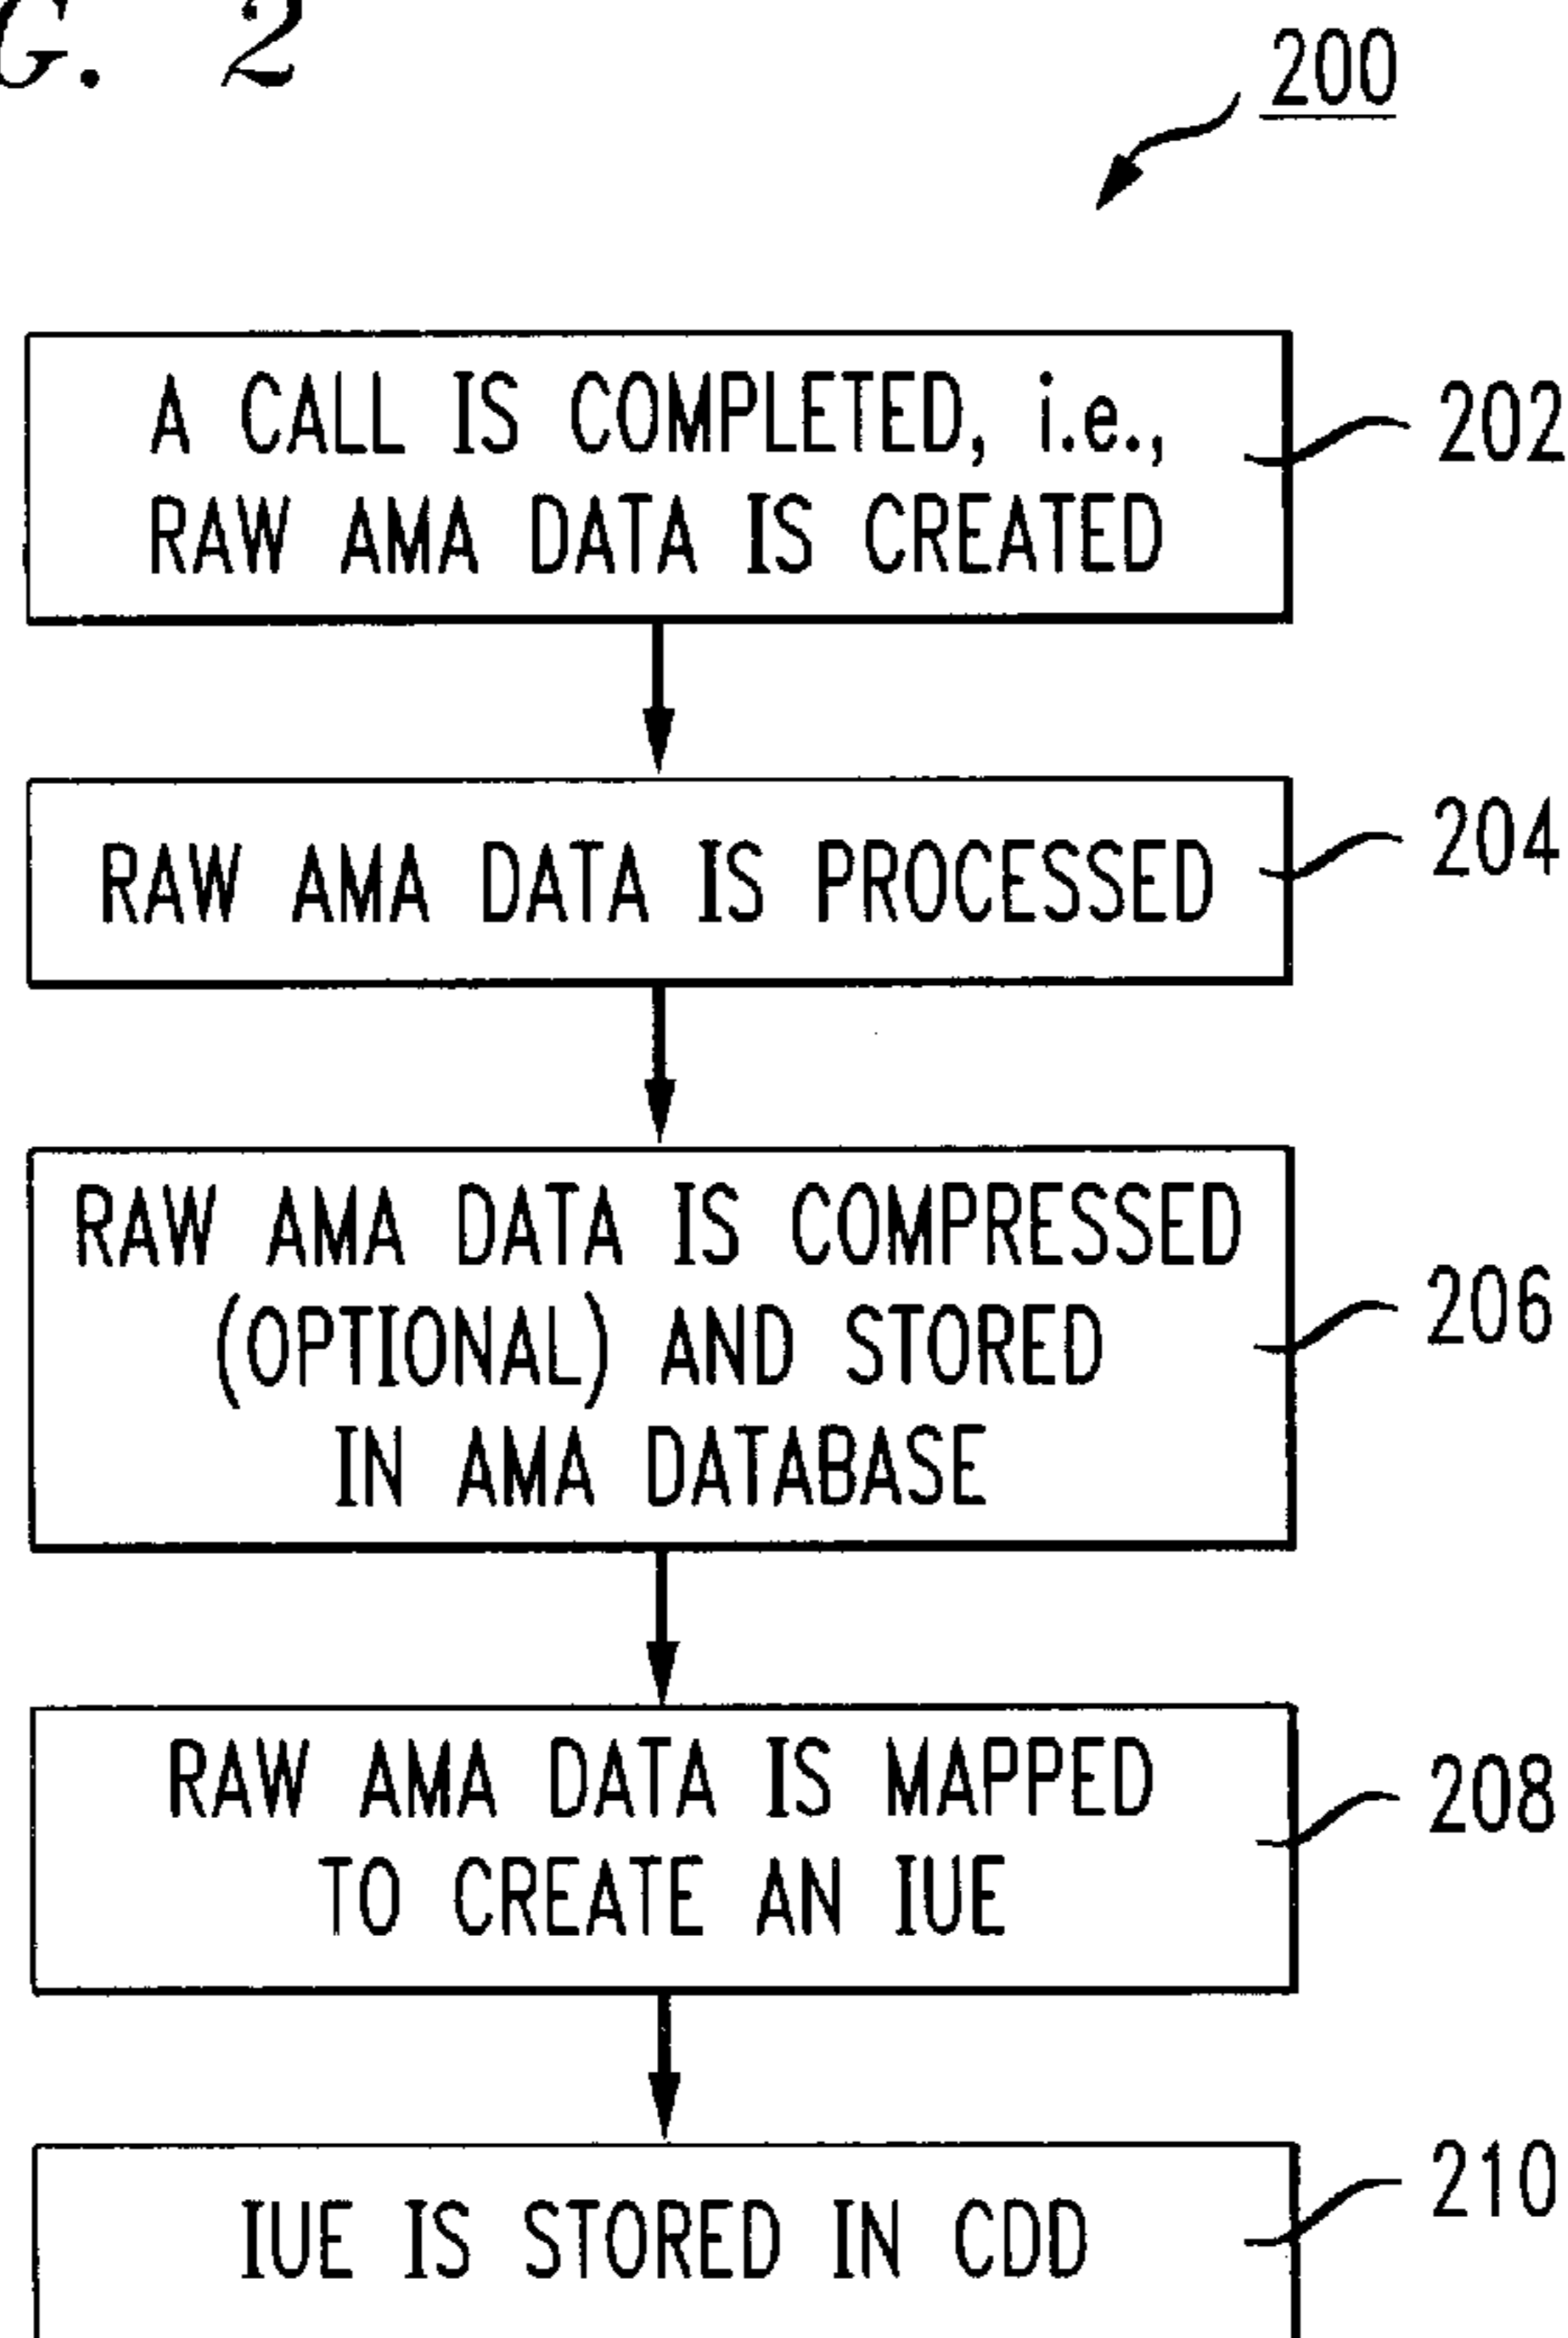 G. 2
200
A CALL IS COMPLETED, i.e.,
RAW AMA DATA IS CREATED
202
RAW AMA DATA IS PROCESSED
204
RAW AMA DATA IS COMPRESSED
(OPTIONAL) AND STORED
IN AMA DATABASE
206
RAW AMA DATA IS MAPPED
TO CREATE AN IUE
208
IUE IS STORED IN CDD
210